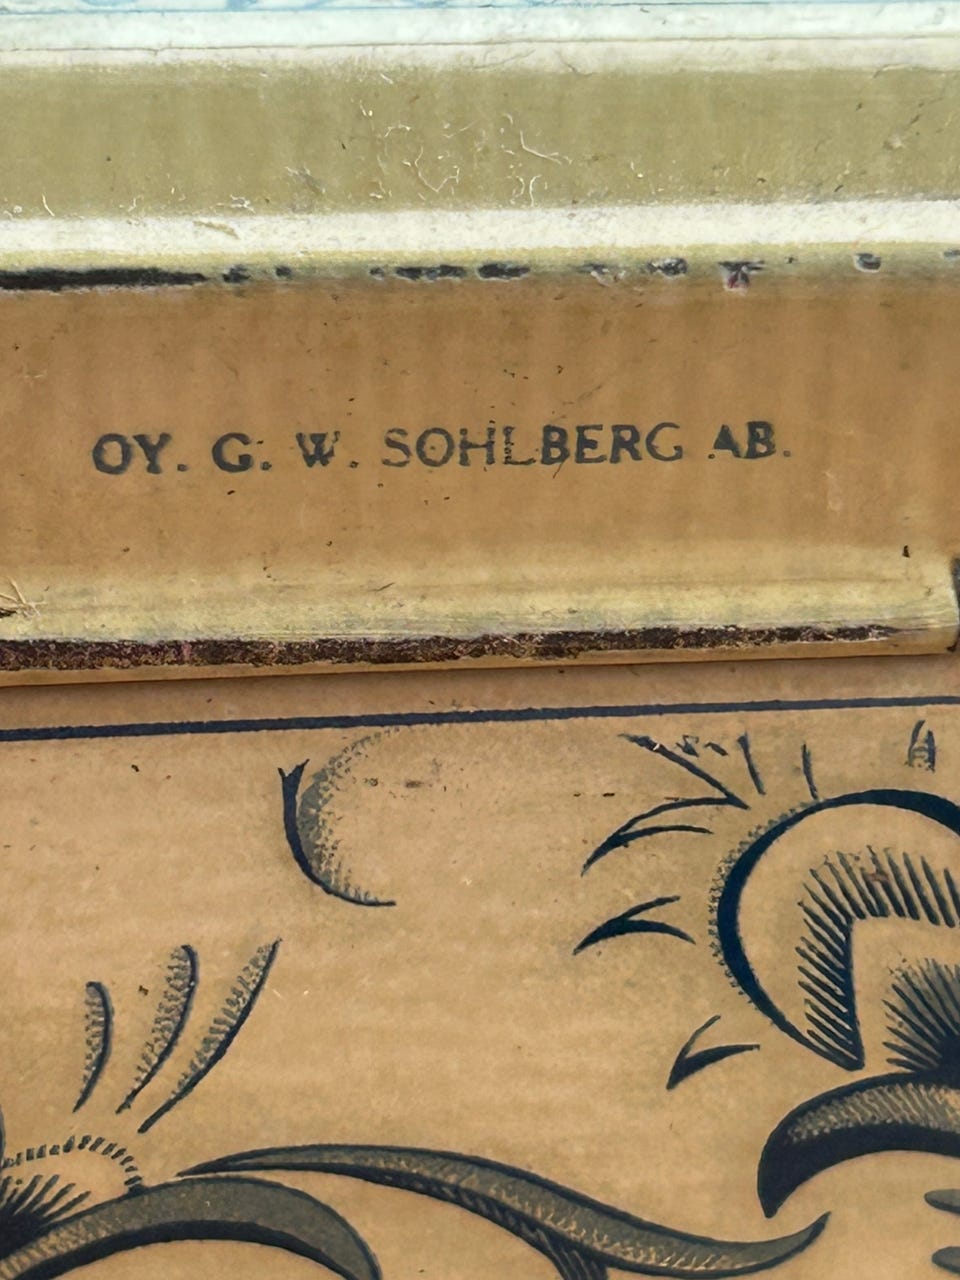 OY. G. W. SOHLBERG AB.